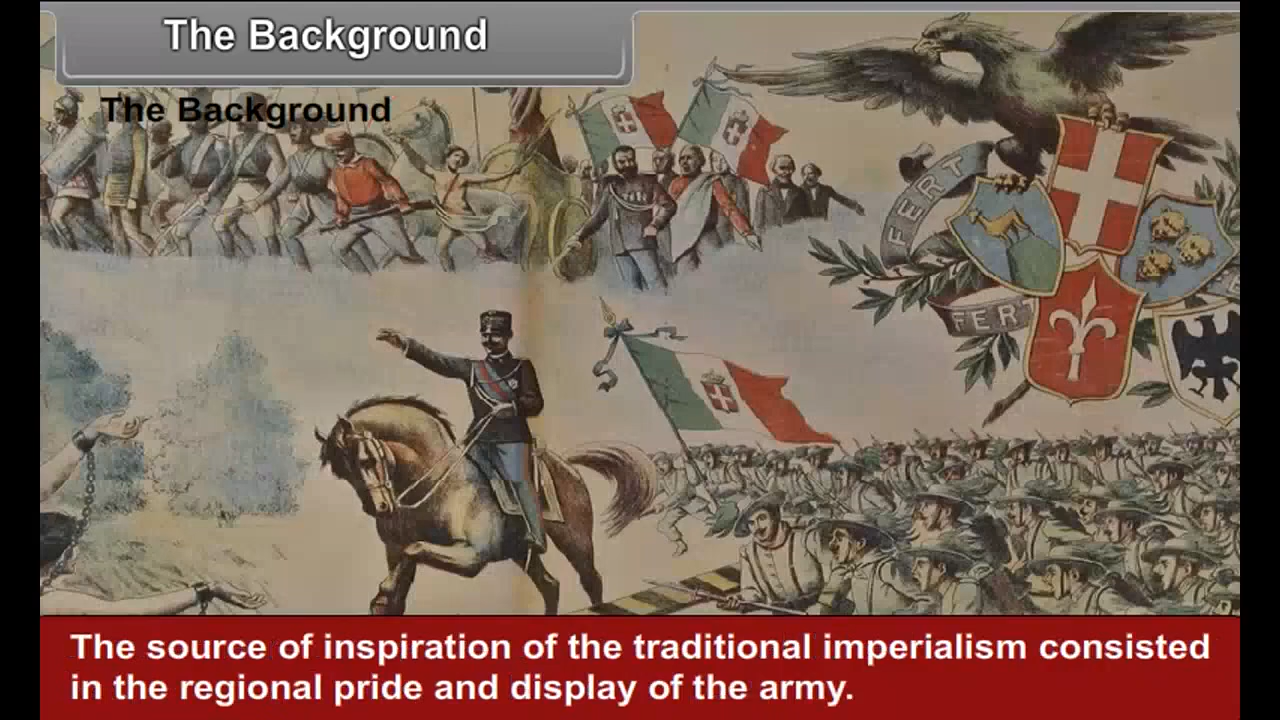 The Background
The Background
FERT
FERT
The source of inspiration of the traditional imperialism consisted
in the regional pride and display of the army.